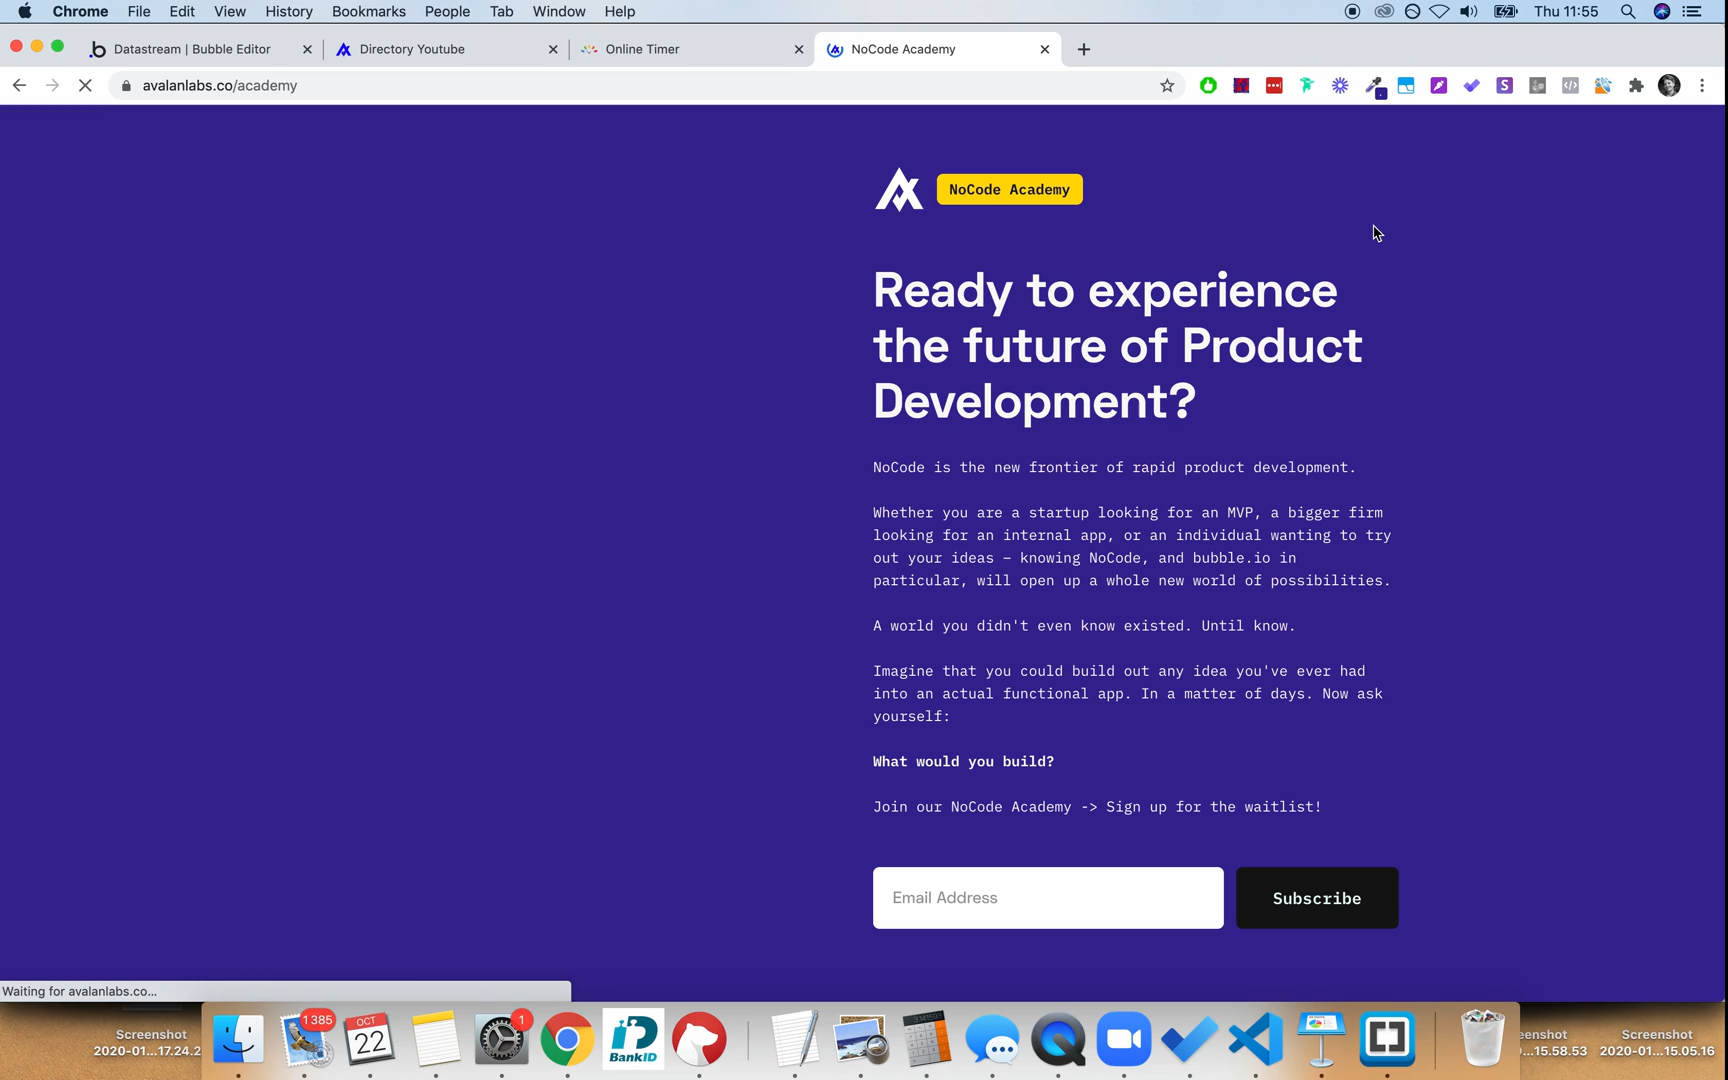 Chrome File Edit View History Bookmarks People Tab Window Help Thu 11:55
Datastream | Bubble Editor Directory Youtube Online Timer NoCode Academy
avalanlabs.co/academy
NoCode Academy
Ready to experience
the future of Product
Development?
NoCode is the new frontier of rapid product development.
Whether you are a startup looking for an MVP, a bigger firm
looking for an internal app, or an individual wanting to try
out your ideas – knowing NoCode, and bubble.io in
particular, will open up a whole new world of possibilities.
A world you didn't even know existed. Until know.
Imagine that you could build out any idea you've ever had
into an actual functional app. In a matter of days. Now ask
yourself:
What would you build?
Join our NoCode Academy -> Sign up for the waitlist!
Email Address
Subscribe
Waiting for avalanlabs.co...
1 385
OCT
22
1
BankID
Screenshot
2020-01...17.24.2
eenshot
...15.58.53
Screenshot
2020-01...15.05.16